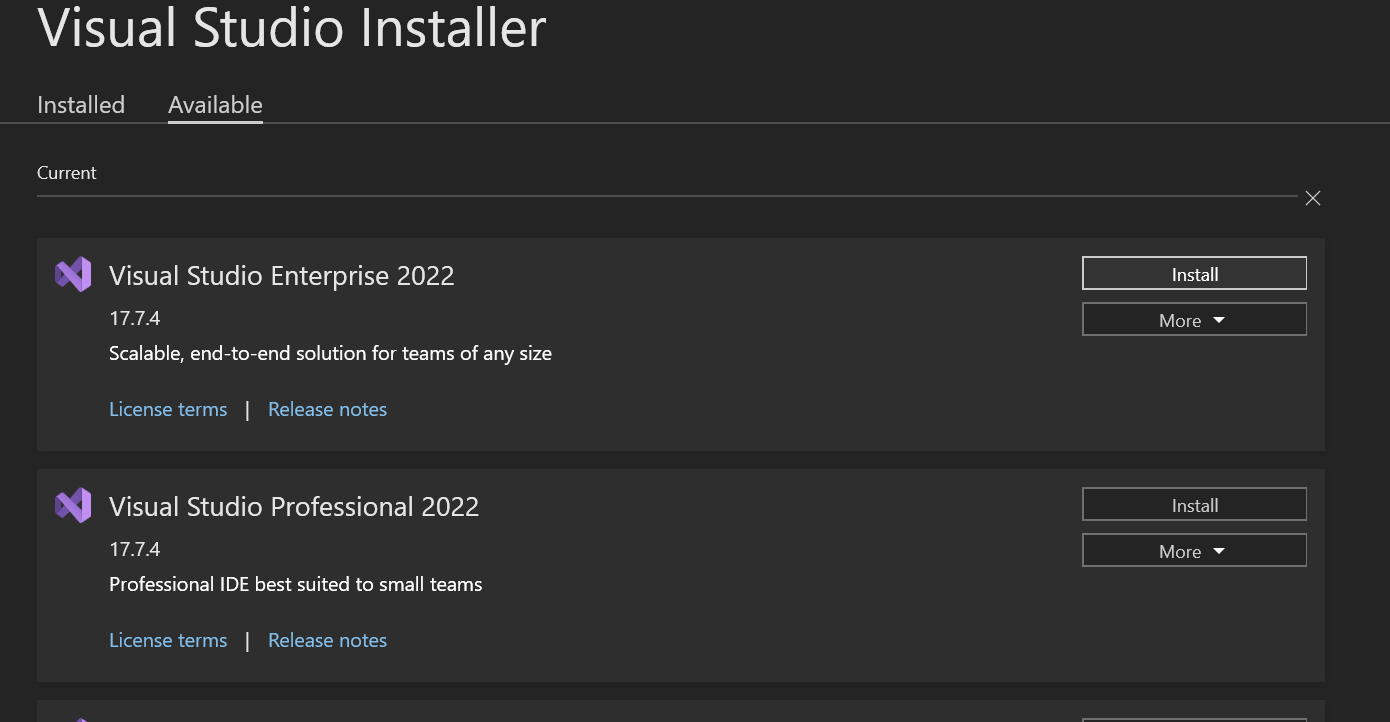 Visual Studio Installer
Installed Available
Current
Visual Studio Enterprise 2022
Install
17.7.4
More
Scalable, end-to-end solution for teams of any size
License terms | Release notes
Visual Studio Professional 2022
Install
17.7.4
More
Professional IDE best suited to small teams
License terms | Release notes